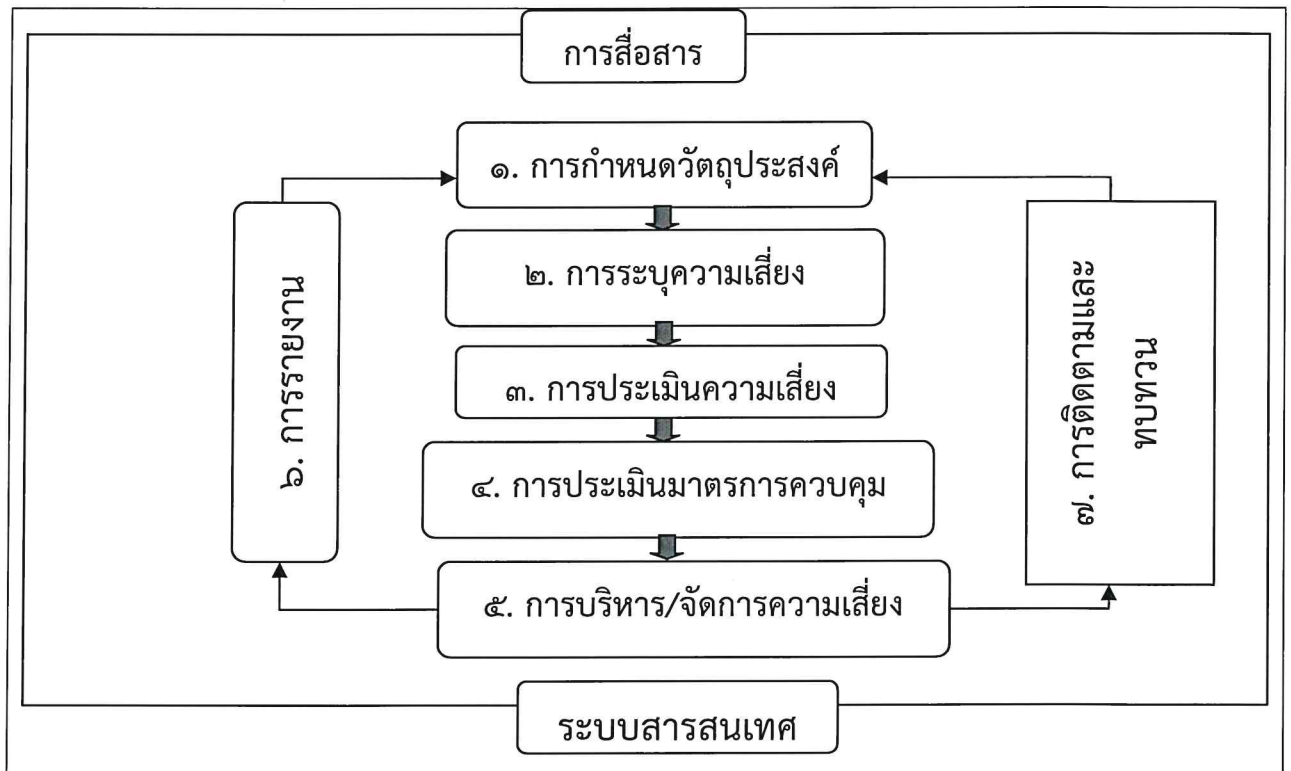 การสื่อสาร
๑. การกำหนดวัตถุประสงค์
๒. การระบุความเสี่ยง
๓. การประเมินความเสี่ยง
๔. การประเมินมาตรการควบคุม
๕. การบริหาร/จัดการความเสี่ยง
๖. การรายงาน
๗. การติดตามและ
ทบทวน
ระบบสารสนเทศ